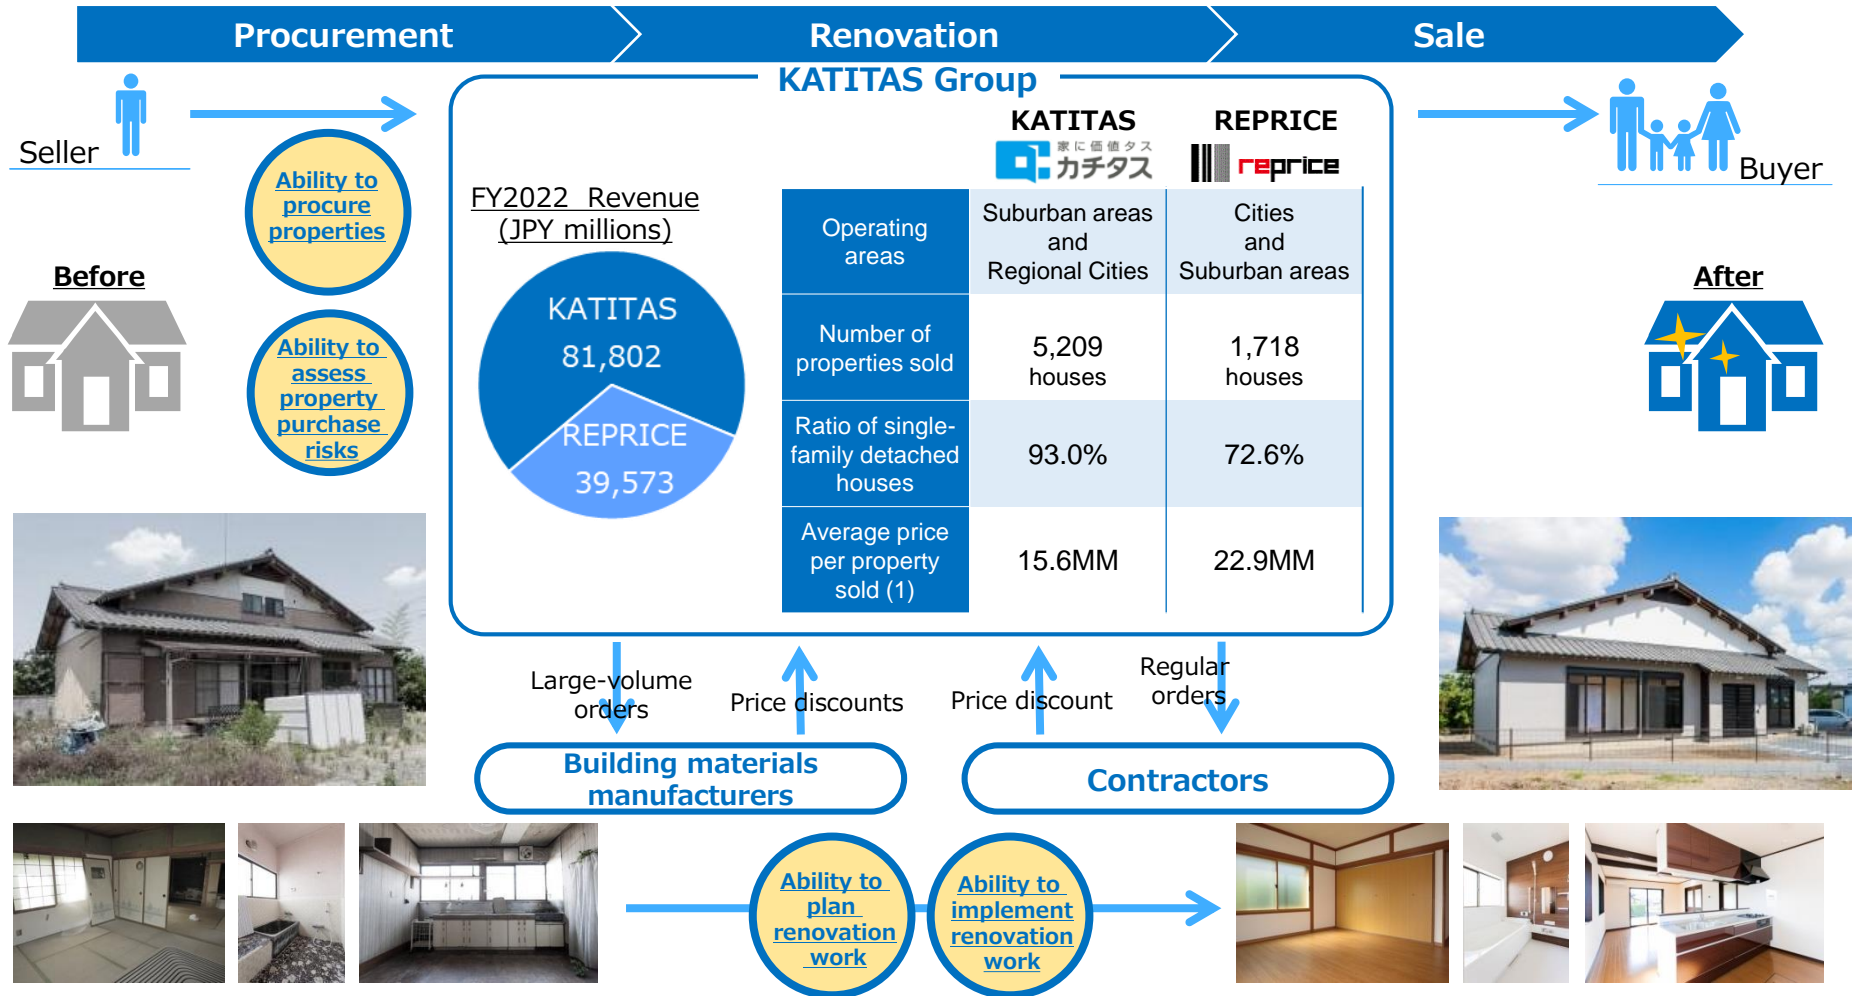 Procurement
Renovation
Sale
KATITAS Group
Seller
Ability to
procure
properties
Before
Ability to
assess
property
purchase
risks
FY2022 Revenue
(JPY millions)
KATITAS
81,802
REPRICE
39,573
KATITAS
REPRICE
家に価値タス
カチタス
reprice
Operating
areas
Suburban areas
and
Regional Cities
Cities
and
Suburban areas
Number of
properties sold
5,209
houses
1,718
houses
Ratio of single-
family detached
houses
93.0%
72.6%
Average price
per property
sold (1)
15.6MM
22.9MM
Buyer
After
Large-volume
orders
Price discounts
Price discount
Regular
orders
Building materials
manufacturers
Contractors
Ability to
plan
renovation
work
Ability to
implement
renovation
work